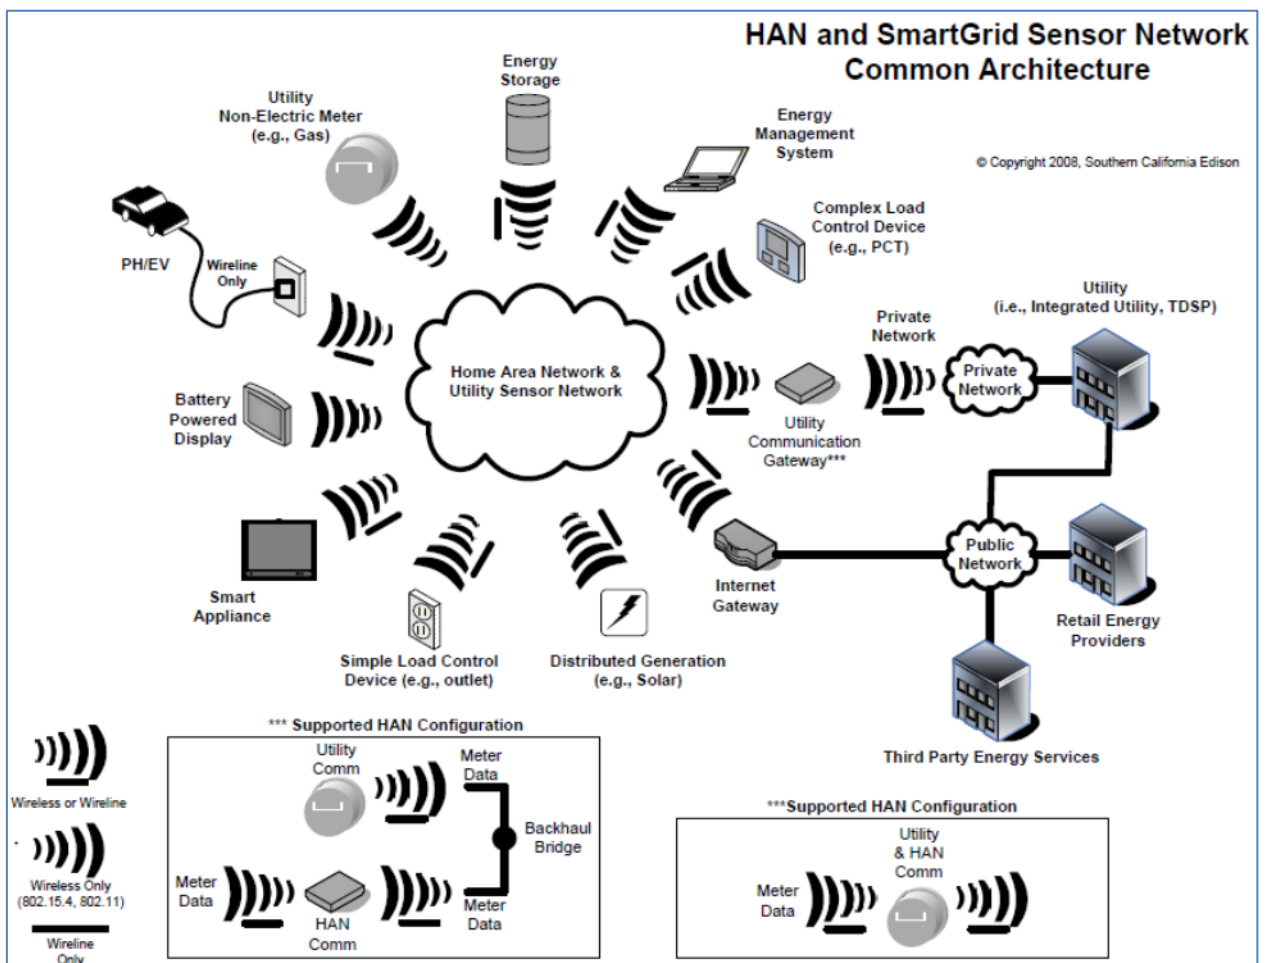 HAN and SmartGrid Sensor Network
Common Architecture
© Copyright 2008, Southern California Edison
Energy
Storage
Utility
Non-Electric Meter
(e.g., Gas)
Energy
Management
System
Complex Load
Control Device
(e.g., PCT)
PH/EV
Wireline
Only
Utility
(i.e., Integrated Utility, TDSP)
Private
Network
Private
Network
Home Area Network &
Utility Sensor Network
Battery
Powered
Display
Utility
Communication
Gateway***
Public
Network
Internet
Gateway
Smart
Appliance
Retail Energy
Providers
Simple Load Control
Device (e.g., outlet)
Distributed Generation
(e.g., Solar)
Third Party Energy Services
*** Supported HAN Configuration
Utility
Comm
Meter
Data
Backhaul
Bridge
Meter
Data
HAN
Comm
Meter
Data
***Supported HAN Configuration
Utility
& HAN
Comm
Meter
Data
Wireless or Wireline
Wireless Only
(802.15.4, 802.11)
Wireline
Only